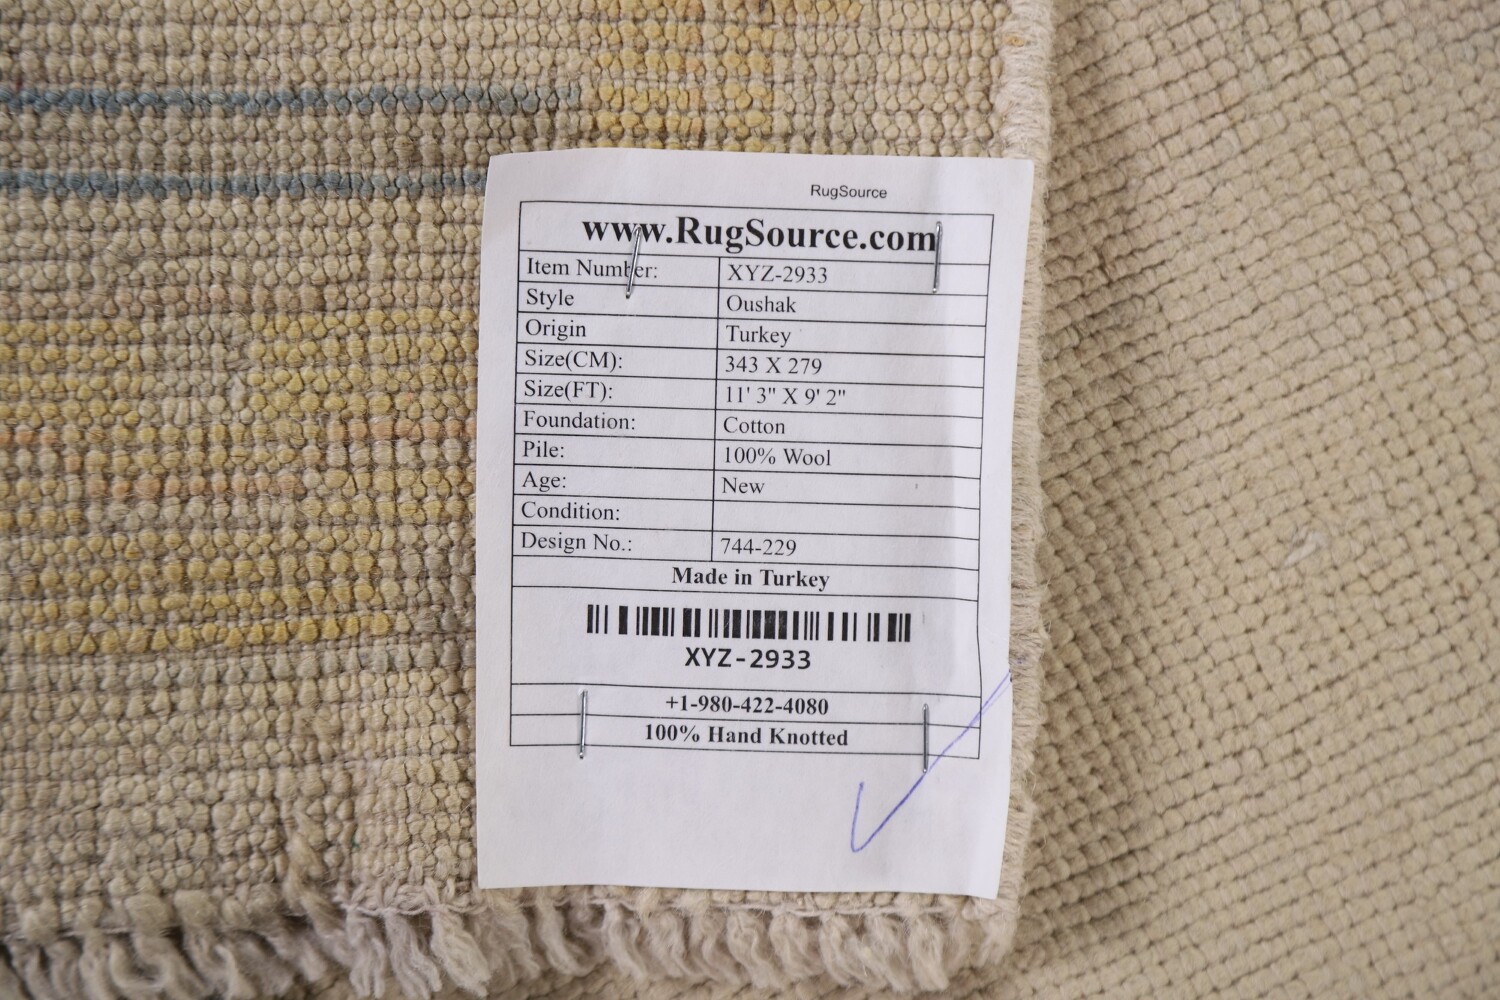 RugSource
www.RugSource.com
Item Number: XYZ-2933
Style Oushak
Origin Turkey
Size(CM): 343 X 279
Size(FT): 11' 3" X 9' 2"
Foundation: Cotton
Pile: 100% Wool
Age: New
Condition:
Design No.: 744-229
Made in Turkey
XYZ-2933
+1-980-422-4080
100% Hand Knotted